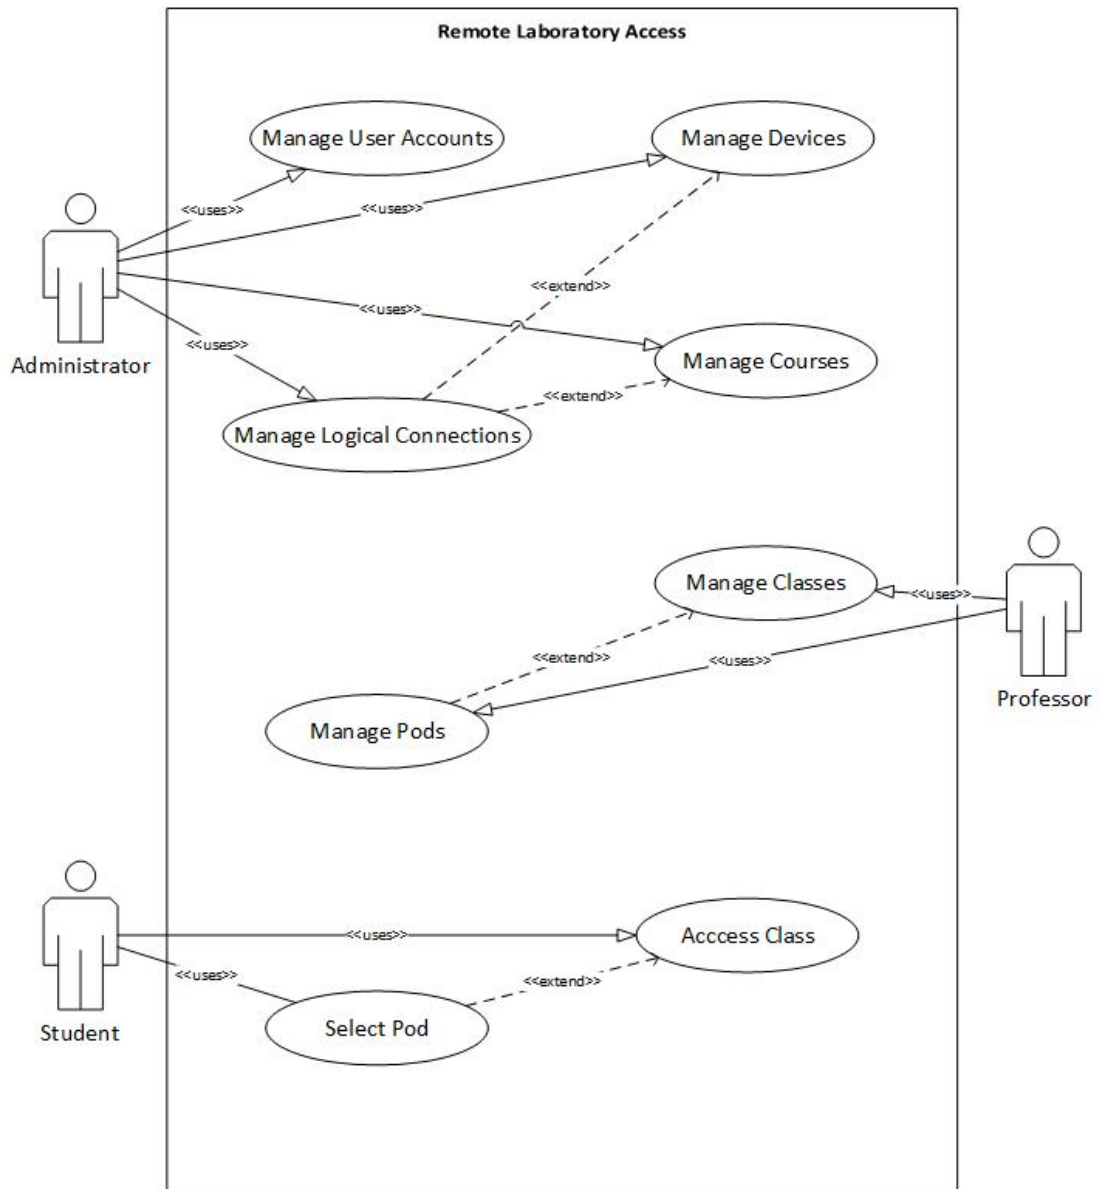 Remote Laboratory Access
Manage User Accounts
Manage Devices
<<uses>>
<<uses>>
<<extend>>
<<uses>>
<<uses>>
Administrator
Manage Courses
<<extend>>
Manage Logical Connections
Manage Classes
<<uses>>
<<extend>>
<<uses>>
Professor
Manage Pods
<<uses>>
Acccess Class
<<uses>>
<<extend>>
Select Pod
Student